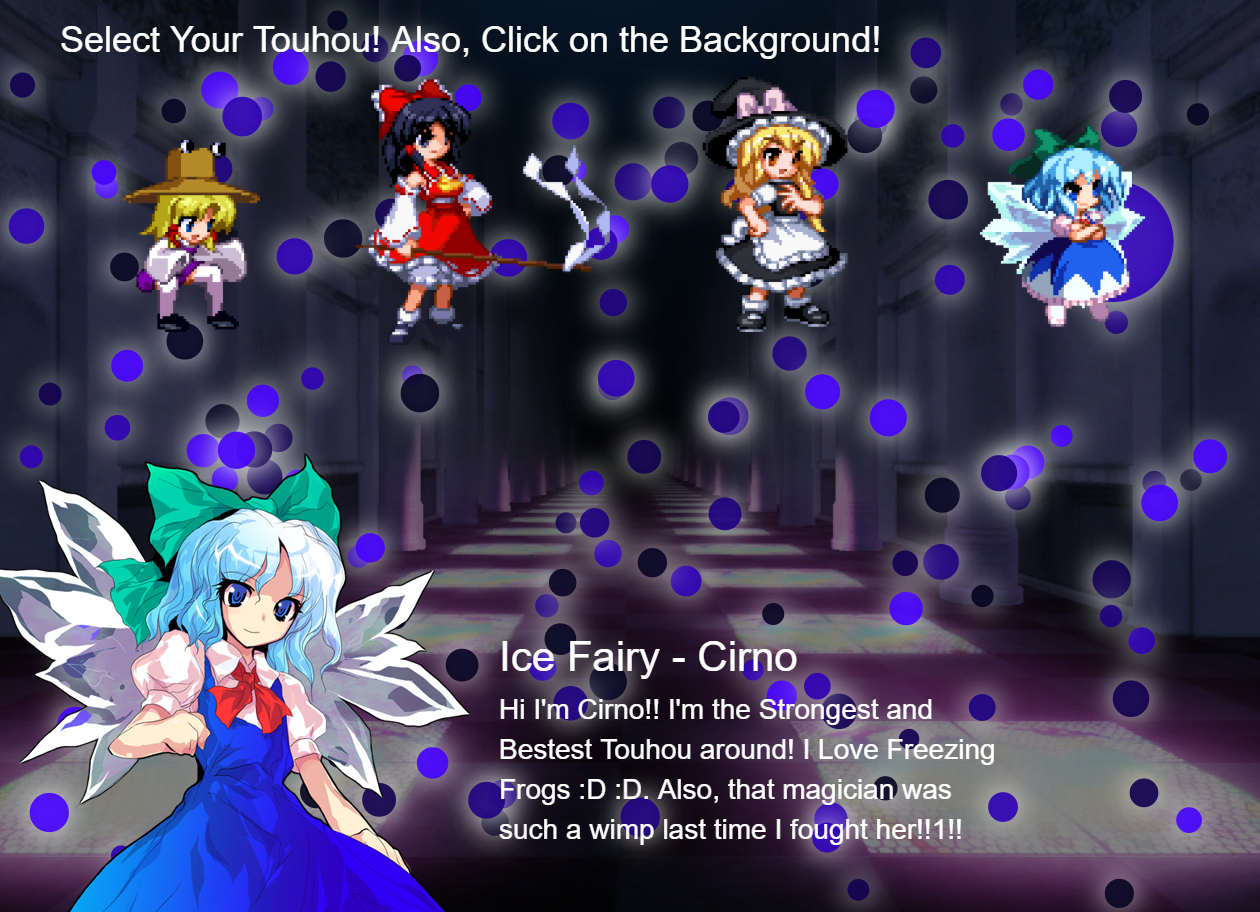 Select Your Touhou! Also, Click on the Background!
Ice Fairy - Cirno
Hi I'm Cirno!! I'm the Strongest and
Bestest Touhou around! I Love Freezing
Frogs :D :D. Also, that magician was
such a wimp last time I fought her!!1!!